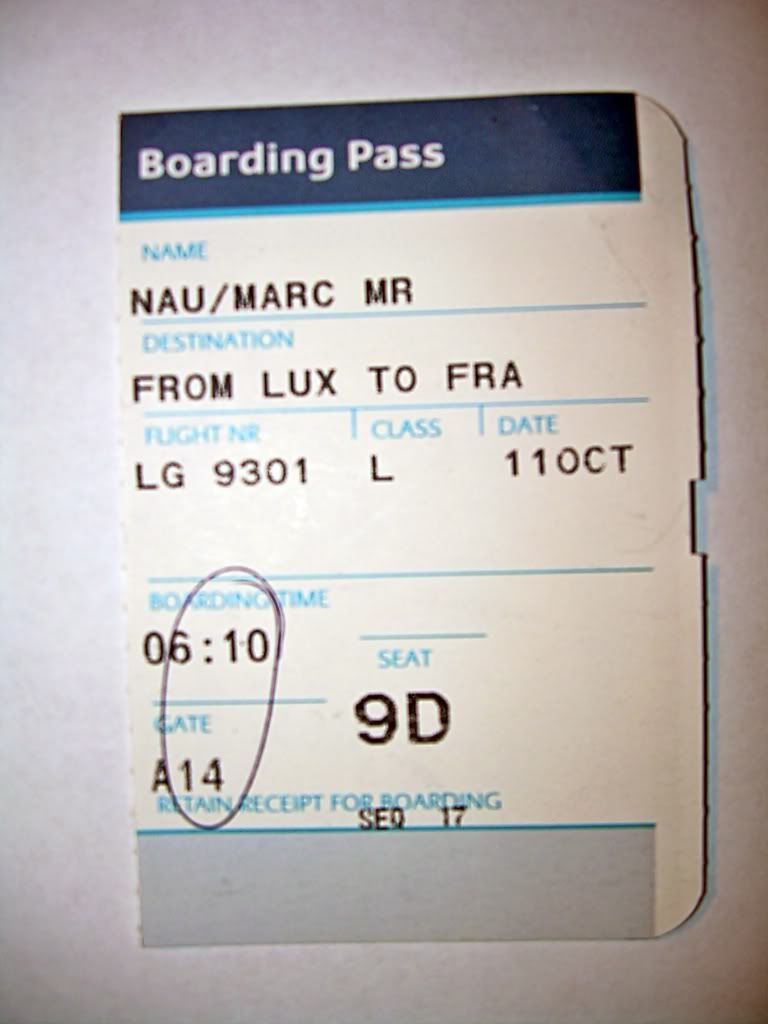 Boarding Pass
NAME
NAU/MARC MR
DESTINATION
FROM LUX TO FRA
FLIGHT NR CLASS DATE
LG 9301 L 11OCT
BOARDING TIME
06:10
SEAT
9D
GATE
A14
RETAIN RECEIPT FOR BOARDING
SEQ 17